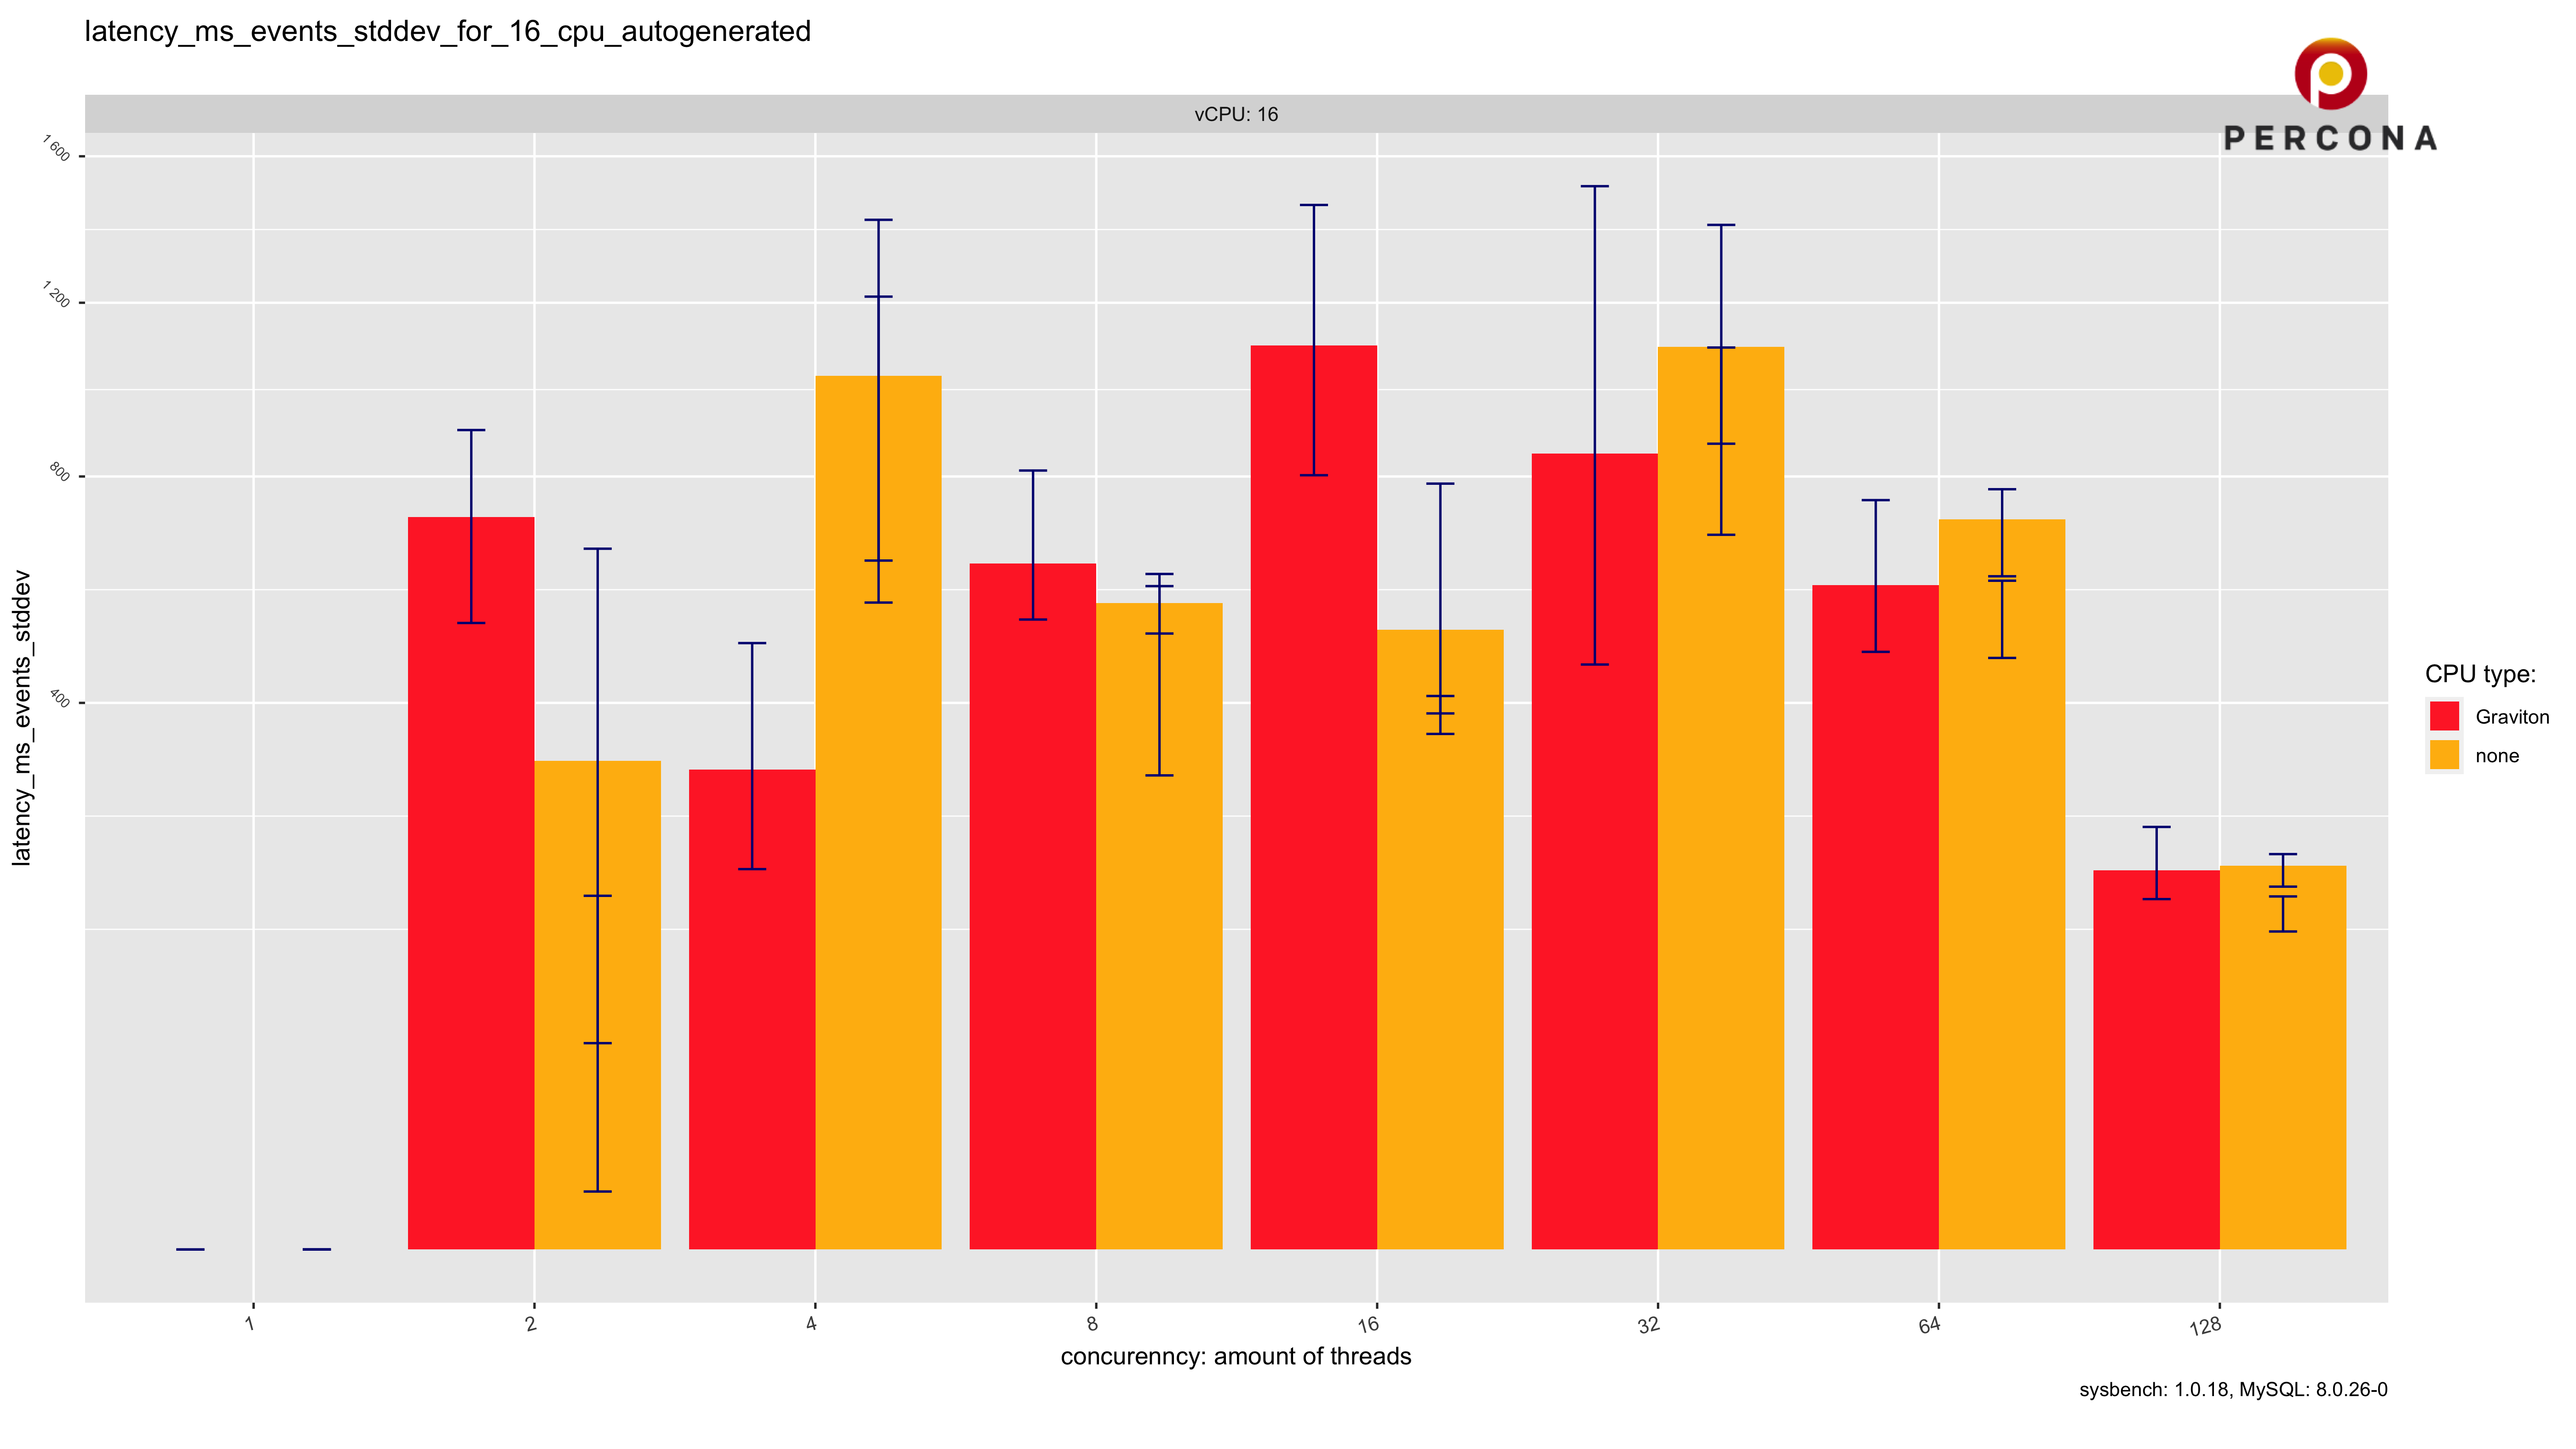 latency_ms_events_stddev_for_16_cpu_autogenerated
PERCONA
vCPU: 16
1 600
1 200
800
400
latency_ms_events_stddev
CPU type:
Graviton
none
1
2
4
8
16
32
64
128
concurenncy: amount of threads
sysbench: 1.0.18, MySQL: 8.0.26-0